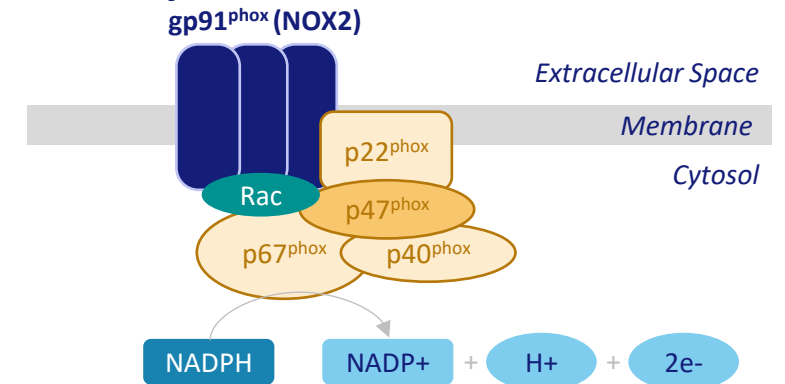 gp91phox (NOX2)
Extracellular Space
Membrane
p22phox
Cytosol
Rac
p47phox
p67phox
p40phox
NADPH
NADP+ + H+ + 2e-